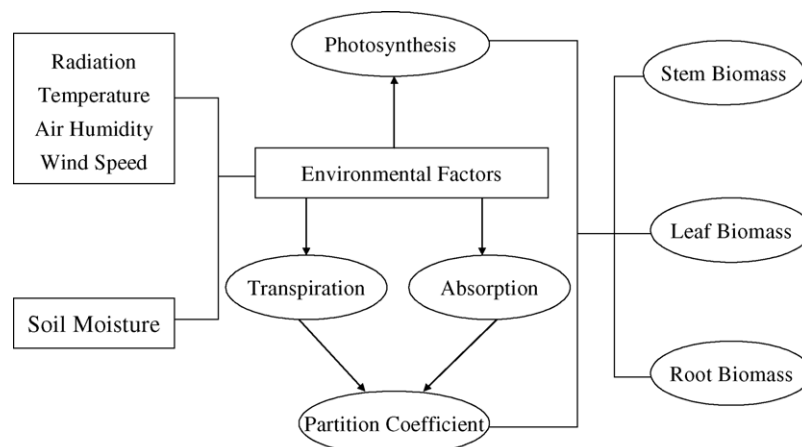 Photosynthesis
Radiation
Temperature
Air Humidity
Wind Speed
Stem Biomass
Environmental Factors
Leaf Biomass
Transpiration
Absorption
Soil Moisture
Root Biomass
Partition Coefficient